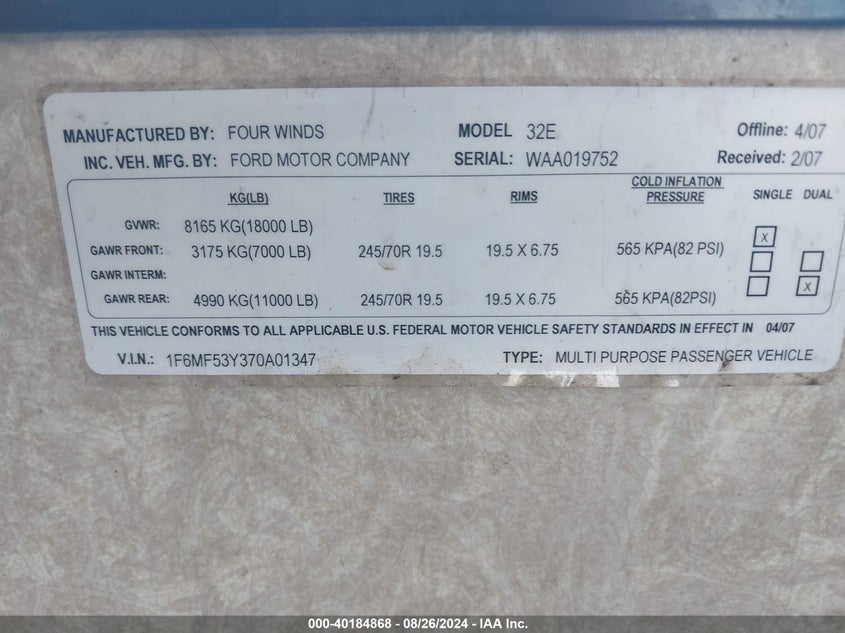 MANUFACTURED BY: FOUR WINDS MODEL 32E Offline: 4/07
INC. VEH. MFG. BY: FORD MOTOR COMPANY SERIAL: WAA019752 Received: 2/07
KG(LB) TIRES RIMS COLD INFLATION PRESSURE SINGLE DUAL
GVWR: 8165 KG(18000 LB)
GAWR FRONT: 3175 KG(7000 LB) 245/70R 19.5 19.5 X 6.75 565 KPA(82 PSI) X
GAWR INTERM:
GAWR REAR: 4990 KG(11000 LB) 245/70R 19.5 19.5 X 6.75 565 KPA(82PSI) X
THIS VEHICLE CONFORMS TO ALL APPLICABLE U.S. FEDERAL MOTOR VEHICLE SAFETY STANDARDS IN EFFECT IN 04/07
V.I.N.: 1F6MF53Y370A01347 TYPE: MULTI PURPOSE PASSENGER VEHICLE
000-40184868 - 08/26/2024 - IAA Inc.